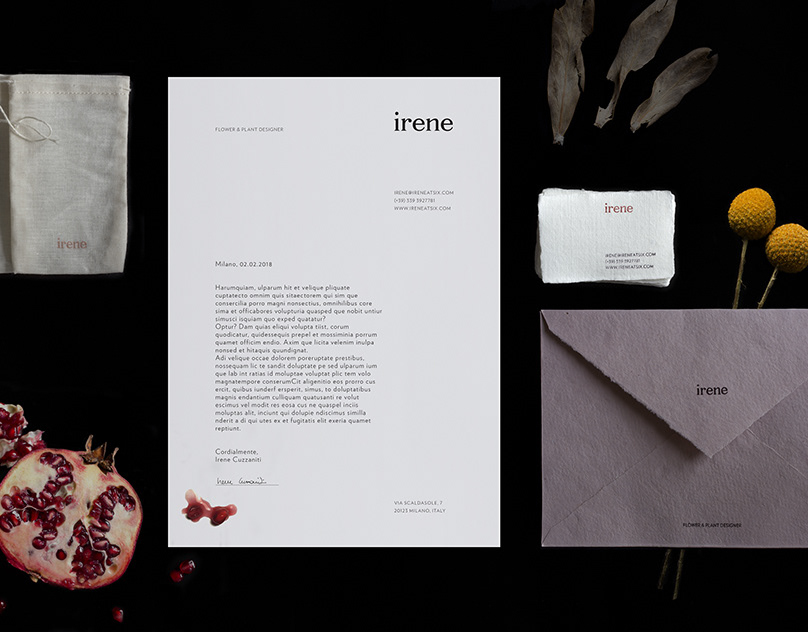 irene
FLOWER & PLANT DESIGNER
irene
IRENE@IRENEATSIX.COM
(+39) 339 3927781
WWW.IRENEATSIX.COM
Milano, 02.02.2018
Harumquiam, ulparum hit et velique pliquate
cuptatecto omnim quis sitaectorem qui sim que
consercilia porro magni nonsectius, omnihilibus core
sima et officabores volupturia quasped que nobit untiur
simusci isquiam quo exped quatatur?
Optur? Dam quias eliqui volupta tiist, corum
quodicatur, quidessequis prepel et mossiminia porrum
quamet officim endio. Axim que licita velenim inulpa
nonsed et hitaquis quundignat.
Adi velique occae dolorem poreruptate prestibus,
nossequam lic te sandit doluptate pe sed ulparum ium
que lab int ratias id moluptae voluptat plic tem volo
magnatempore conserumCit aligenitio eos prorro cus
ercit, quibus iunderf ersperit, simus, to doluptatibus
magnis endantium culliquam quatusanti re volut
escimus vel modit res eosa cus ne quaspel inciis
moluptas alit, inciunt qui dolupie ndiscimus similla
nderit a di qui utes ex et fugitatis elit exeria quamet
reptiunt.
Cordialmente,
Irene Cuzzaniti
Irene Cuzzaniti
VIA SCALDASOLE, 7
20123 MILANO, ITALY
irene
IRENE@IRENEATSIX.COM
(+39) 339 3927781
WWW.IRENEATSIX.COM
irene
FLOWER & PLANT DESIGNER